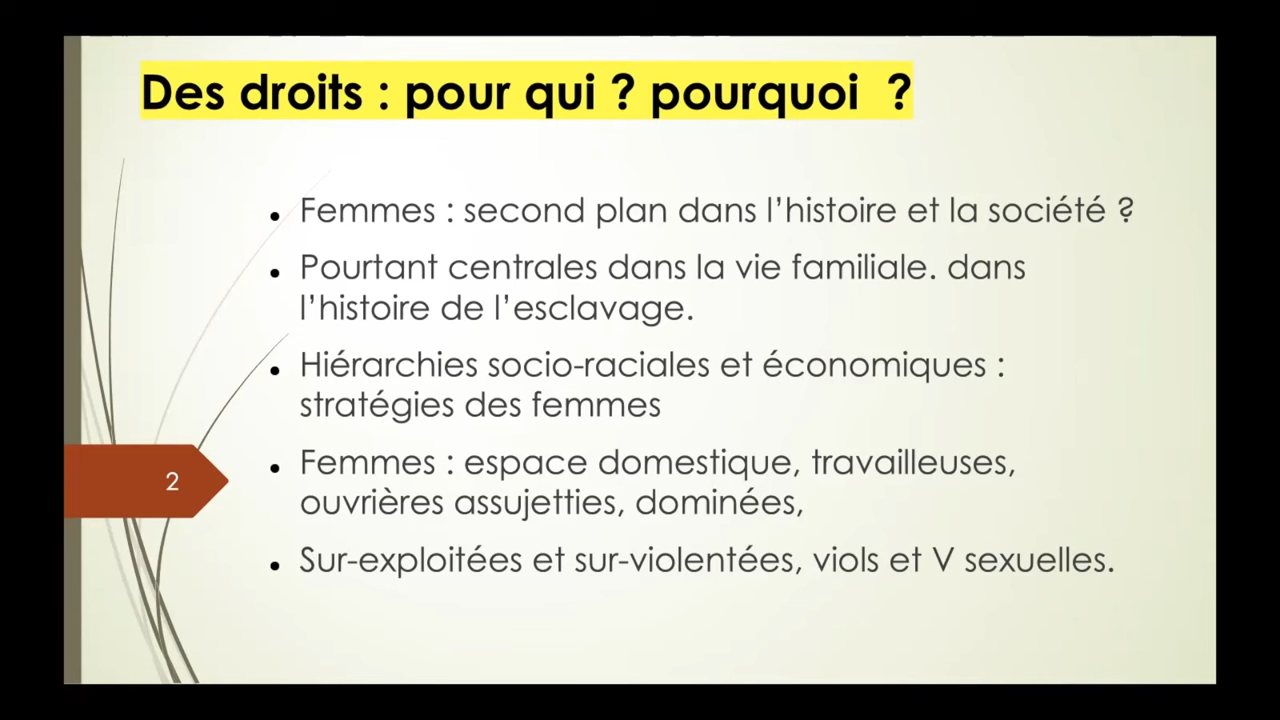 Des droits : pour qui ? pourquoi  ?
• Femmes : second plan dans l’histoire et la société ?
• Pourtant centrales dans la vie familiale. dans
l’histoire de l’esclavage.
• Hiérarchies socio-raciales et économiques :
stratégies des femmes
2
• Femmes : espace domestique, travailleuses,
ouvrières assujetties, dominées,
• Sur-exploitées et sur-violentées, viols et V sexuelles.